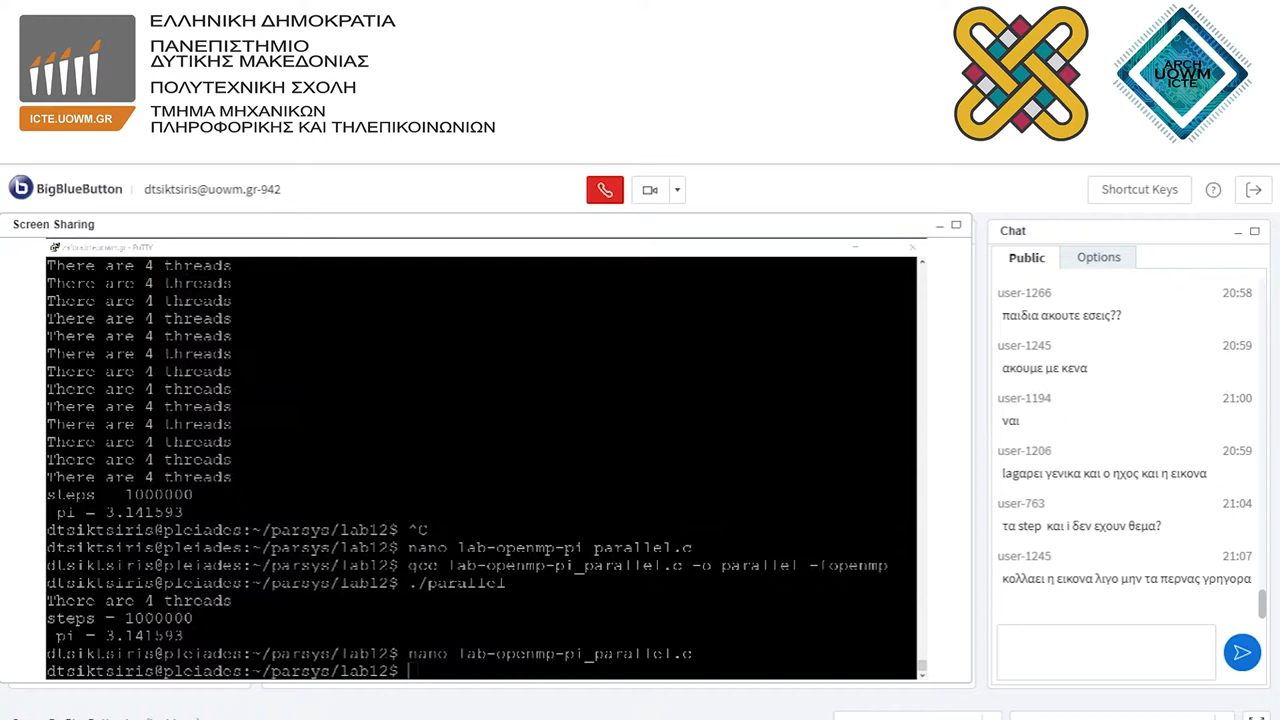 ΕΛΛΗΝΙΚΗ ΔΗΜΟΚΡΑΤΙΑ
ΠΑΝΕΠΙΣΤΗΜΙΟ
ΔΥΤΙΚΗΣ ΜΑΚΕΔΟΝΙΑΣ
ΠΟΛΥΤΕΧΝΙΚΗ ΣΧΟΛΗ
ΤΜΗΜΑ ΜΗΧΑΝΙΚΩΝ
ΠΛΗΡΟΦΟΡΙΚΗΣ ΚΑΙ ΤΗΛΕΠΙΚΟΙΝΩΝΙΩΝ
ICTE.UOWM.GR
ARCH
UOWM
ICTE
BigBlueButton
dtsiktsiris@uowm.gr-942
Shortcut Keys
Screen Sharing
PuTTY
There are 4 threads
There are 4 threads
There are 4 threads
There are 4 threads
There are 4 threads
There are 4 threads
There are 4 threads
There are 4 threads
There are 4 threads
There are 4 threads
There are 4 threads
There are 4 threads
There are 4 threads
steps = 1000000
pi = 3.141593
dtsiktsiris@pleiades:~/parsys/lab12$ ^C
dtsiktsiris@pleiades:~/parsys/lab12$ nano lab-openmp-pi_parallel.c
dtsiktsiris@pleiades:~/parsys/lab12$ gcc lab-openmp-pi_parallel.c -o parallel -fopenmp
dtsiktsiris@pleiades:~/parsys/lab12$ ./parallel
There are 4 threads
steps = 1000000
pi = 3.141593
dtsiktsiris@pleiades:~/parsys/lab12$ nano lab-openmp-pi_parallel.c
dtsiktsiris@pleiades:~/parsys/lab12$
Chat
Public
Options
user-1266 20:58
παιδια ακουτε εσεις??
user-1245 20:59
ακουμε με κενα
user-1194 21:00
ναι
user-1206 20:59
lagαρει γενικα και ο ηχος και η εικονα
user-763 21:04
τα step και i δεν εχουν θεμα?
user-1245 21:07
κολλαει η εικονα λιγο μην τα περνας γρηγορα